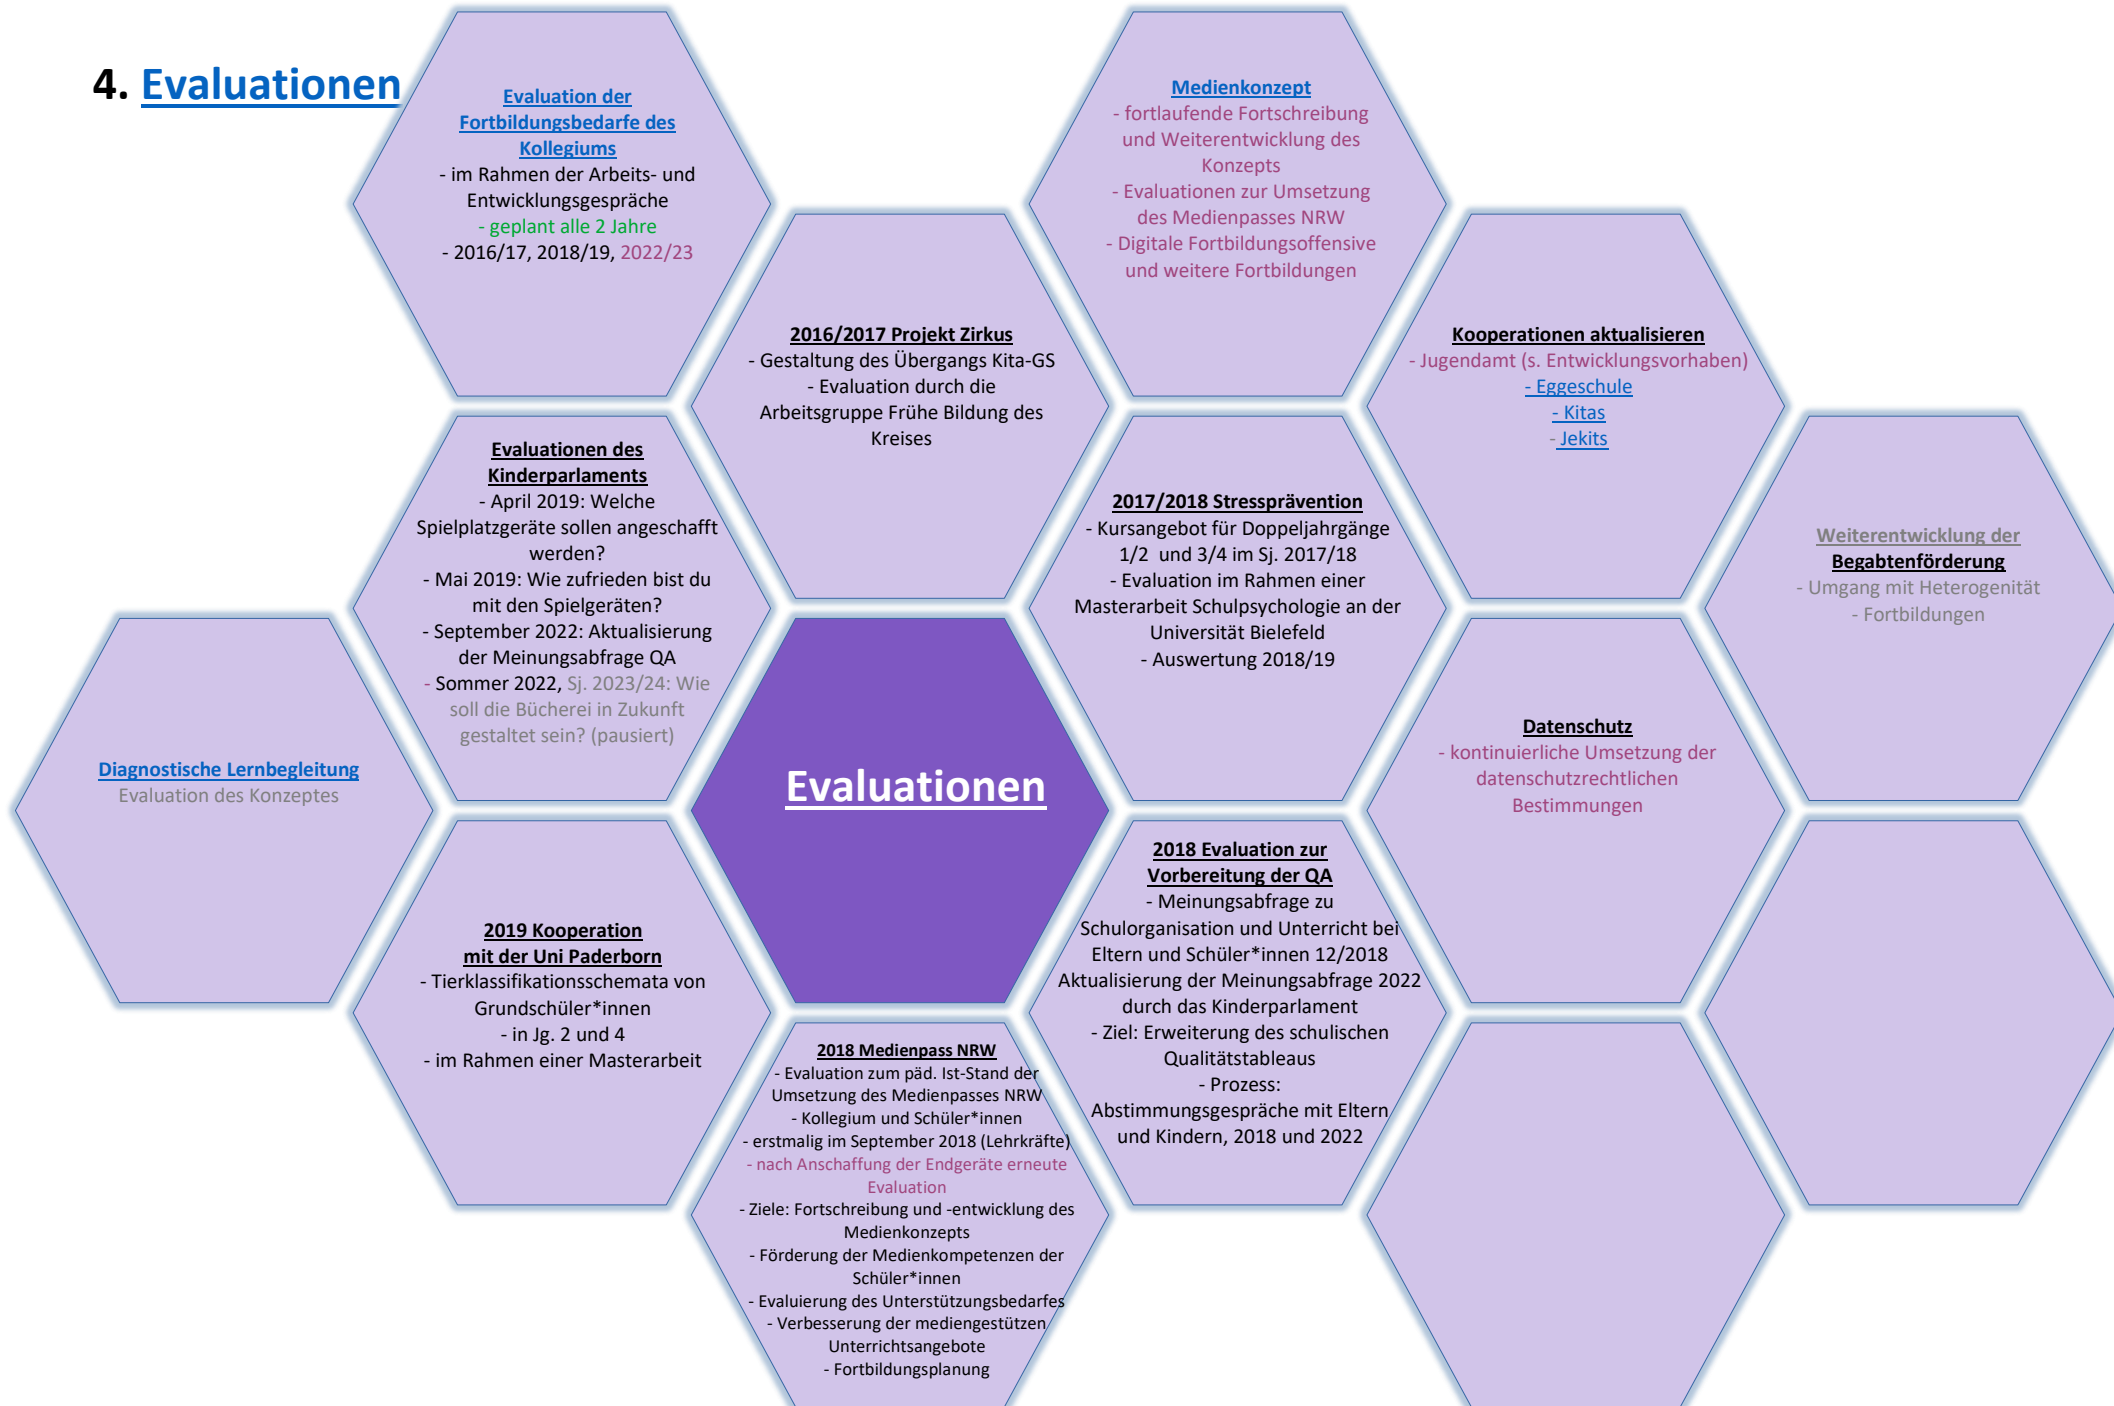 4. Evaluationen
Evaluation der
Fortbildungsbedarfe des
Kollegiums
- im Rahmen der Arbeits- und
Entwicklungsgespräche
- geplant alle 2 Jahre
- 2016/17, 2018/19, 2022/23
Medienkonzept
- fortlaufende Fortschreibung
und Weiterentwicklung des
Konzepts
- Evaluationen zur Umsetzung
des Medienpasses NRW
- Digitale Fortbildungsoffensive
und weitere Fortbildungen
2016/2017 Projekt Zirkus
- Gestaltung des Übergangs Kita-GS
- Evaluation durch die
Arbeitsgruppe Frühe Bildung des
Kreises
Kooperationen aktualisieren
- Jugendamt (s. Entwicklungsvorhaben)
- Eggeschule
- Kitas
- Jekits
Evaluationen des
Kinderparlaments
- April 2019: Welche
Spielplatzgeräte sollen angeschafft
werden?
- Mai 2019: Wie zufrieden bist du
mit den Spielgeräten?
- September 2022: Aktualisierung
der Meinungsabfrage QA
- Sommer 2022, Sj. 2023/24: Wie
soll die Bücherei in Zukunft
gestaltet sein? (pausiert)
2017/2018 Stressprävention
- Kursangebot für Doppeljahrgänge
1/2 und 3/4 im Sj. 2017/18
- Evaluation im Rahmen einer
Masterarbeit Schulpsychologie an der
Universität Bielefeld
- Auswertung 2018/19
Weiterentwicklung der
Begabtenförderung
- Umgang mit Heterogenität
- Fortbildungen
Diagnostische Lernbegleitung
Evaluation des Konzeptes
Evaluationen
Datenschutz
- kontinuierliche Umsetzung der
datenschutzrechtlichen
Bestimmungen
2019 Kooperation
mit der Uni Paderborn
- Tierklassifikationsschemata von
Grundschüler*innen
- in Jg. 2 und 4
- im Rahmen einer Masterarbeit
2018 Evaluation zur
Vorbereitung der QA
- Meinungsabfrage zu
Schulorganisation und Unterricht bei
Eltern und Schüler*innen 12/2018
Aktualisierung der Meinungsabfrage 2022
durch das Kinderparlament
- Ziel: Erweiterung des schulischen
Qualitätstableaus
- Prozess:
Abstimmungsgespräche mit Eltern
und Kindern, 2018 und 2022
2018 Medienpass NRW
- Evaluation zum päd. Ist-Stand der
Umsetzung des Medienpasses NRW
- Kollegium und Schüler*innen
- erstmalig im September 2018 (Lehrkräfte)
- nach Anschaffung der Endgeräte erneute
Evaluation
- Ziele: Fortschreibung und -entwicklung des
Medienkonzepts
- Förderung der Medienkompetenzen der
Schüler*innen
- Evaluierung des Unterstützungsbedarfes
- Verbesserung der mediengestützen
Unterrichtsangebote
- Fortbildungsplanung